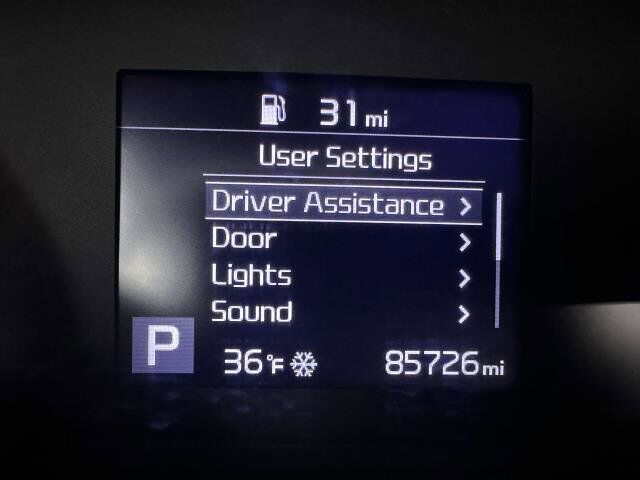 31 mi
User Settings
Driver Assistance >
Door >
Lights >
Sound >
P
36°F 85726 mi